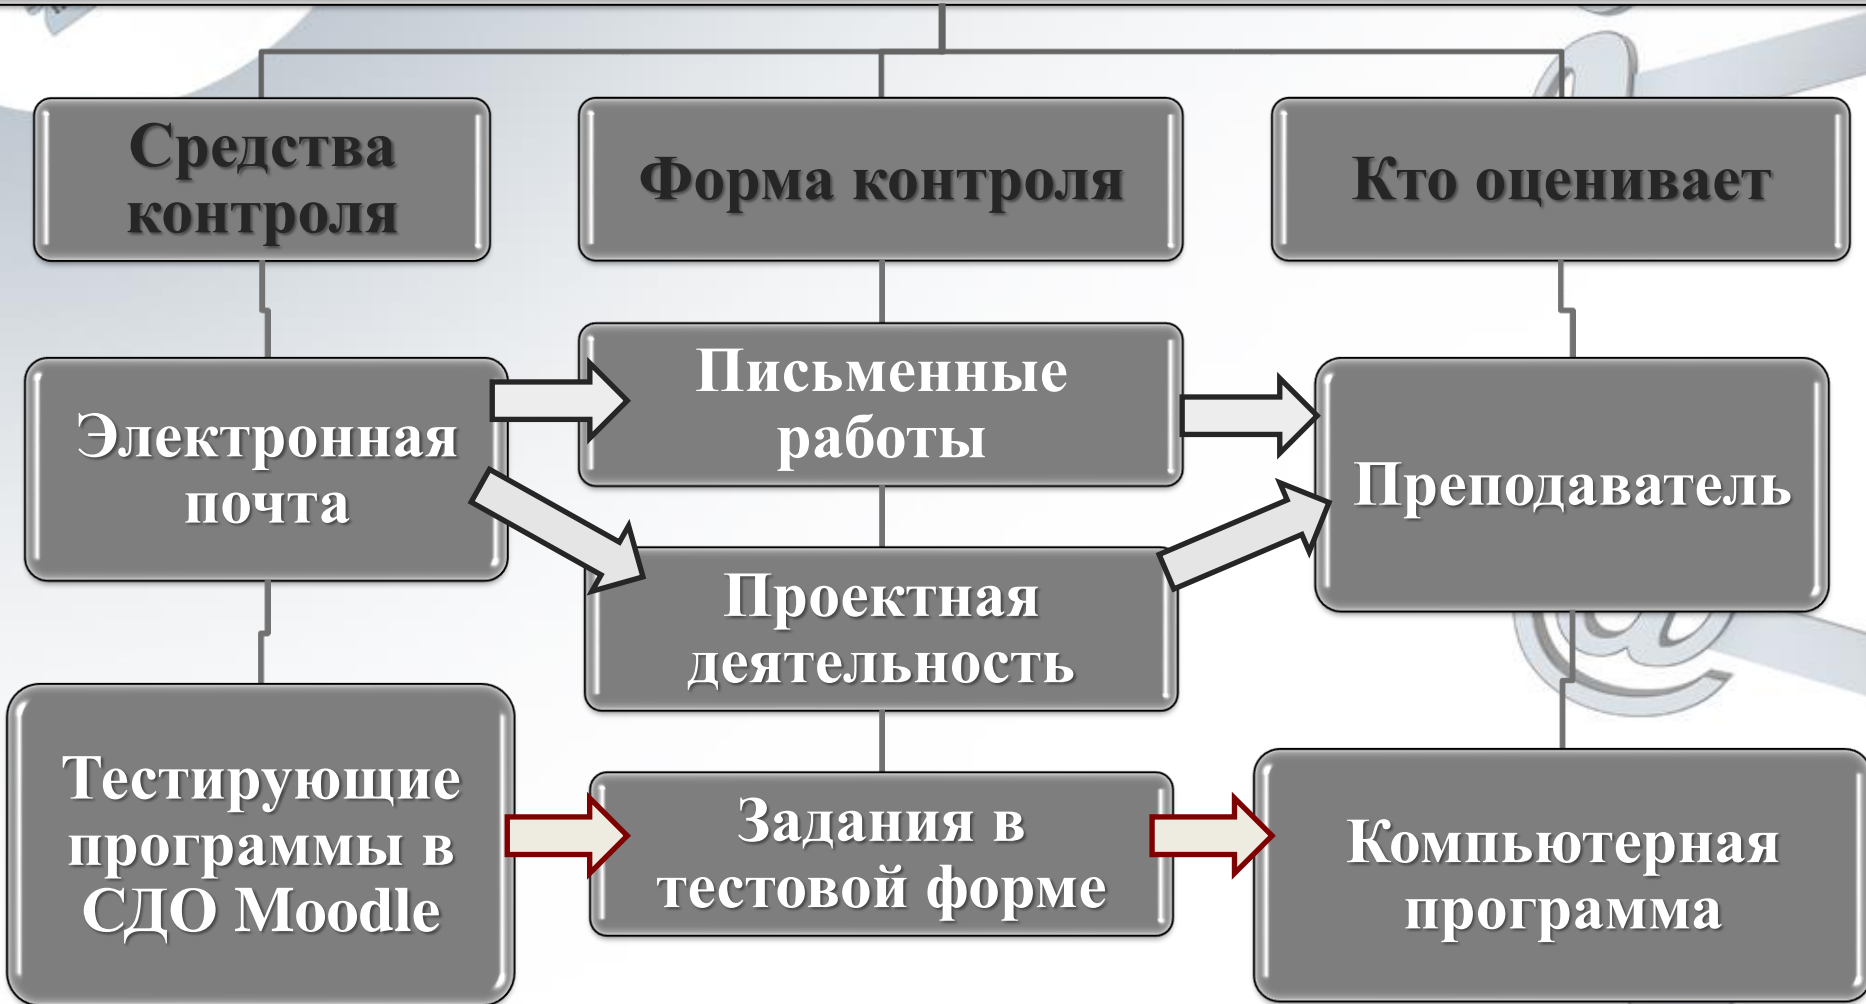 Средства
контроля
Форма контроля
Кто оценивает
Электронная
почта
Письменные
работы
Преподаватель
Проектная
деятельность
Тестирующие
программы в
СДО Moodle
Задания в
тестовой форме
Компьютерная
программа